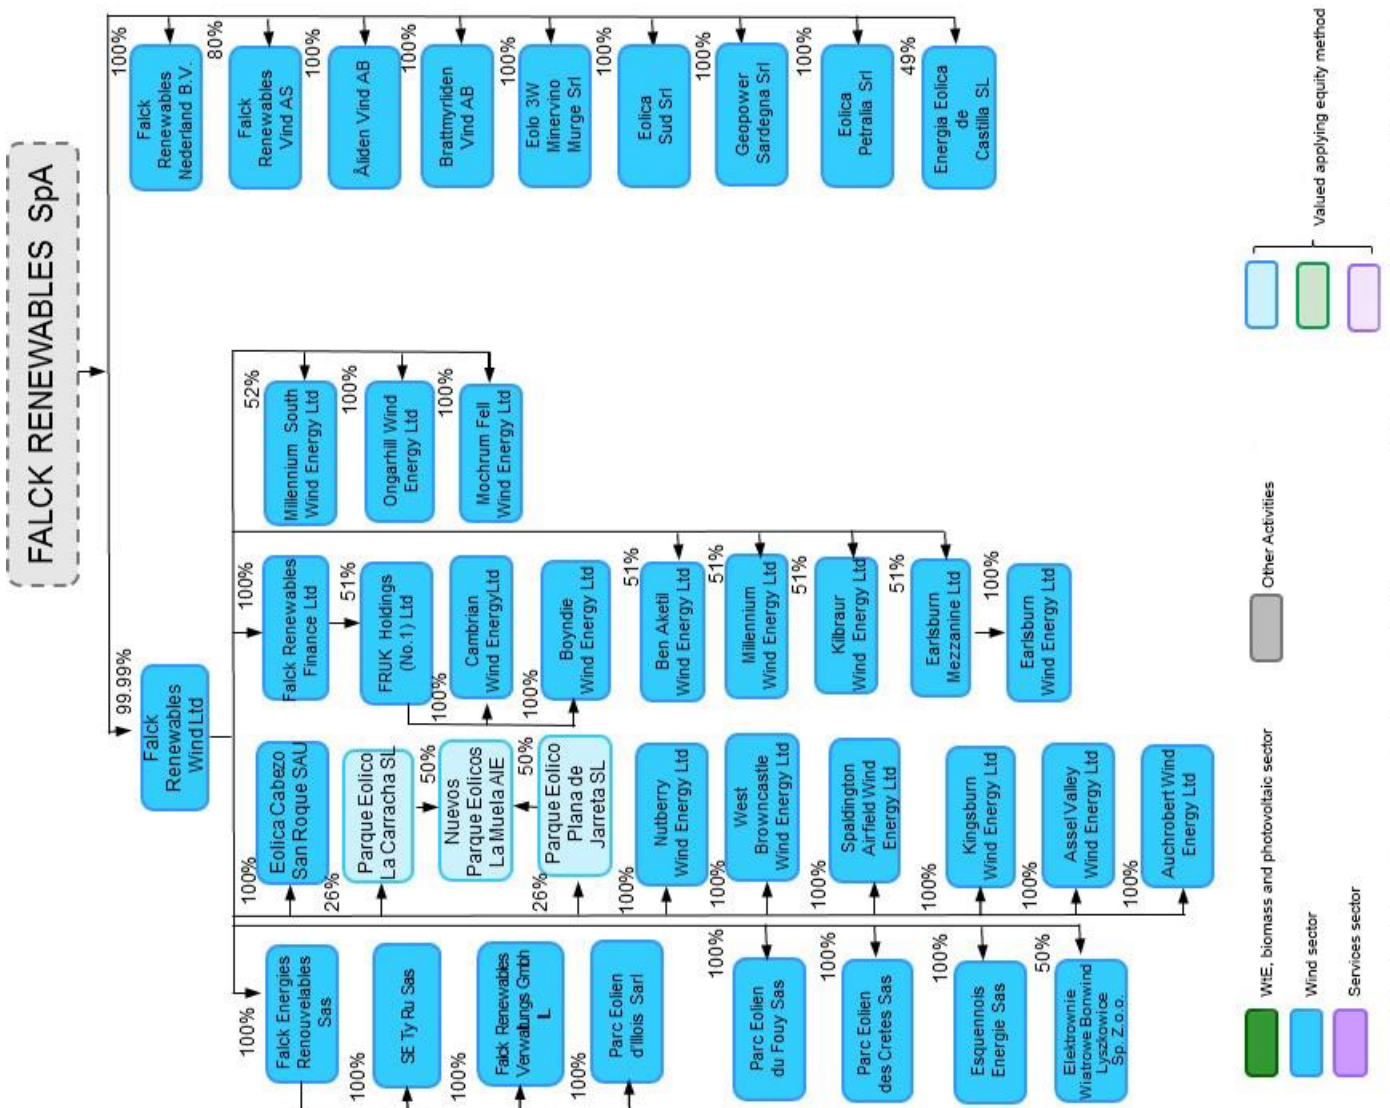 FALCK RENEWABLES SpA
99.99%
Falck
Renewables
Wind Ltd
100%
Falck
Renewables
Nederland B.V.
80%
Falck
Renewables
Vind AS
100%
Åliden Vind AB
100%
Brattmyrliden
Vind AB
100%
Eolo 3W
Minervino
Murge Srl
100%
Eolica
Sud Srl
100%
Geopower
Sardegna Srl
100%
Eolica
Petralia Srl
49%
Energia Eolica
de
Castilla SL
100%
Falck Energies
Renouvelables
Sas
100%
SE Ty Ru Sas
100%
Falck Renewables
Verwaltungs Gmbh
L
100%
Parc Eolien
d'Illois Sarl
100%
Parc Eolien
du Fouy Sas
100%
Parc Eolien
des Cretes Sas
100%
Esquennois
Energie Sas
50%
Elektrownie
Wiatrowe Bonwind
Lyszkowice
Sp. Z.o.o.
100%
Eolica Cabezo
San Roque SAU
26%
Parque Eolico
La Carracha SL
50%
Nuevos
Parque Eolicos
La Muela AIE
50%
26%
Parque Eolico
Plana de
Jarreta SL
100%
Nutberry
Wind Energy Ltd
100%
West
Browncastle
Wind Energy Ltd
100%
Spaldington
Airfield Wind
Energy Ltd
100%
Kingsburn
Wind Energy Ltd
100%
Assel Valley
Wind Energy Ltd
100%
Auchrobert Wind
Energy Ltd
100%
Falck Renewables
Finance Ltd
51%
FRUK Holdings
(No.1) Ltd
100%
Cambrian
Wind EnergyLtd
100%
Boyndie
Wind Energy Ltd
51%
Ben Aketil
Wind Energy Ltd
51%
Millennium
Wind Energy Ltd
51%
Kilbraur
Wind Energy Ltd
51%
Earlsburn
Mezzanine Ltd
100%
Earlsburn
Wind Energy Ltd
52%
Millennium South
Wind Energy Ltd
100%
Ongarhill Wind
Energy Ltd
100%
Mochrum Fell
Wind Energy Ltd
WtE, biomass and photovoltaic sector
Wind sector
Services sector
Other Activities
Valued applying equity method